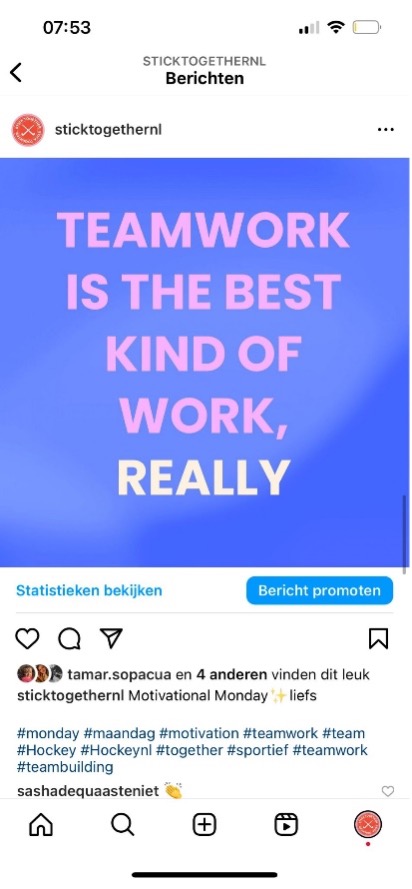 07:53
STICKTOGETHERNL
Berichten
sticktogethernl
TEAMWORK
IS THE BEST
KIND OF
WORK,
REALLY
Statistieken bekijken
Bericht promoten
tamar.sopacua en 4 anderen vinden dit leuk
sticktogethernl Motivational Monday✨ liefs
#monday #maandag #motivation #teamwork #team
#Hockey #Hockeynl #together #sportief #teamwork
#teambuilding
sashadequaasteniet 👏